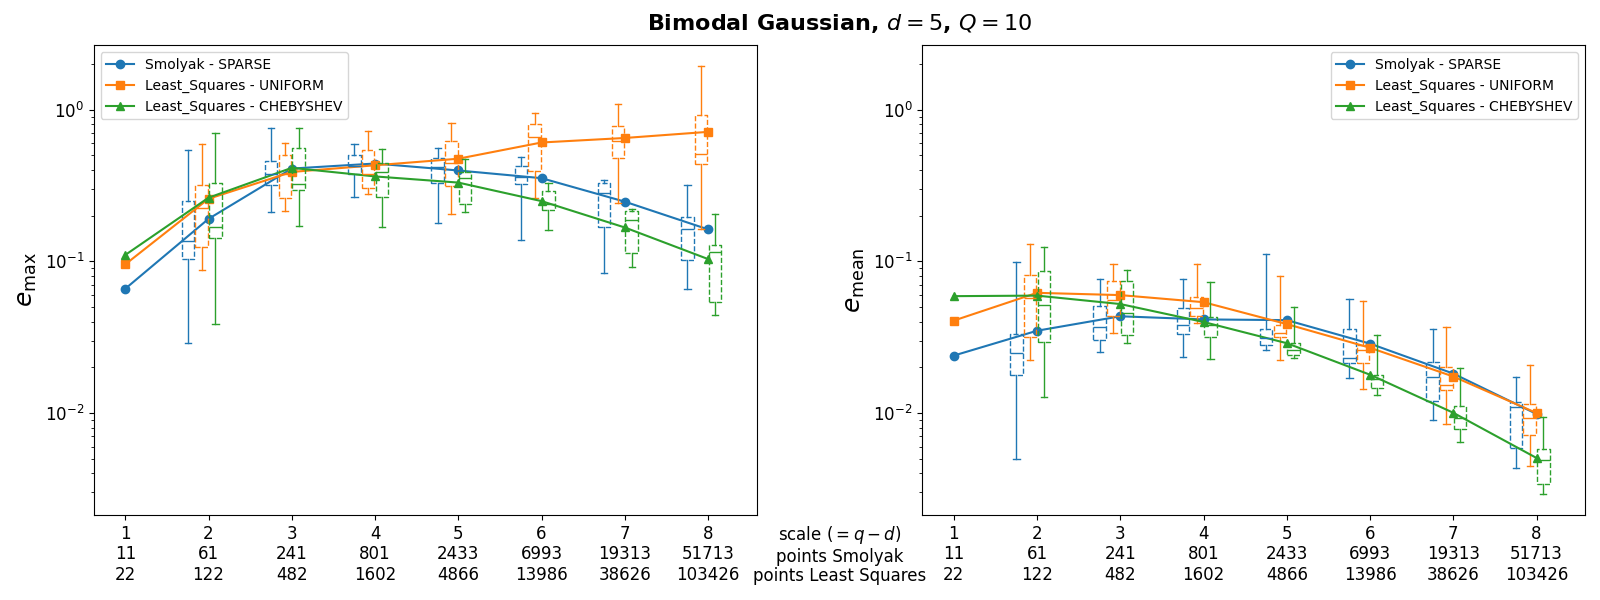 Bimodal Gaussian, d = 5, Q = 10
Smolyak - SPARSE
Least_Squares - UNIFORM
Least_Squares - CHEBYSHEV
10⁰
10⁻¹
10⁻²
e_max
1 2 3 4 5 6 7 8
11 61 241 801 2433 6993 19313 51713
22 122 482 1602 4866 13986 38626 103426
scale (= q − d)
points Smolyak
points Least Squares
Smolyak - SPARSE
Least_Squares - UNIFORM
Least_Squares - CHEBYSHEV
10⁰
10⁻¹
10⁻²
e_mean
1 2 3 4 5 6 7 8
11 61 241 801 2433 6993 19313 51713
22 122 482 1602 4866 13986 38626 103426